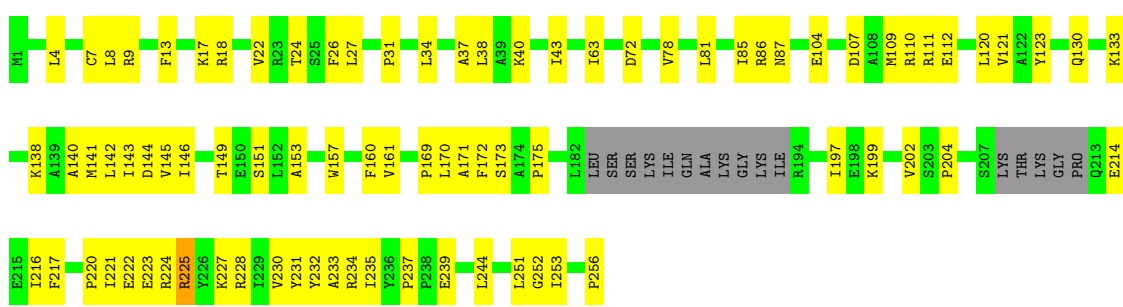 M1 L4 C7 L8 R9 F13 K17 R18 V22 R23 T24 S25 F26 L27 P31 L34 A37 L38 A39 K40 I43 I63 D72 V78 L81 I85 R86 N87 E104 D107 A108 M109 R110 R111 E112 L120 V121 A122 Y123 Q130 K133
K138 A139 A140 M141 L142 I143 D144 V145 I146 T149 E150 S151 L152 A153 W157 F160 V161 P169 L170 A171 F172 S173 A174 P175 L182 LEU SER SER LYS ILE GLN ALA LYS GLY LYS ILE R194 I197 E198 K199 V202 S203 P204 S207 LYS THR LYS GLY PRO Q213 E214
E215 I216 F217 P220 I221 E222 E223 R224 R225 Y226 K227 R228 I229 V230 Y231 Y232 A233 R234 I235 Y236 P237 P238 E239 L244 L251 G252 I253 P256